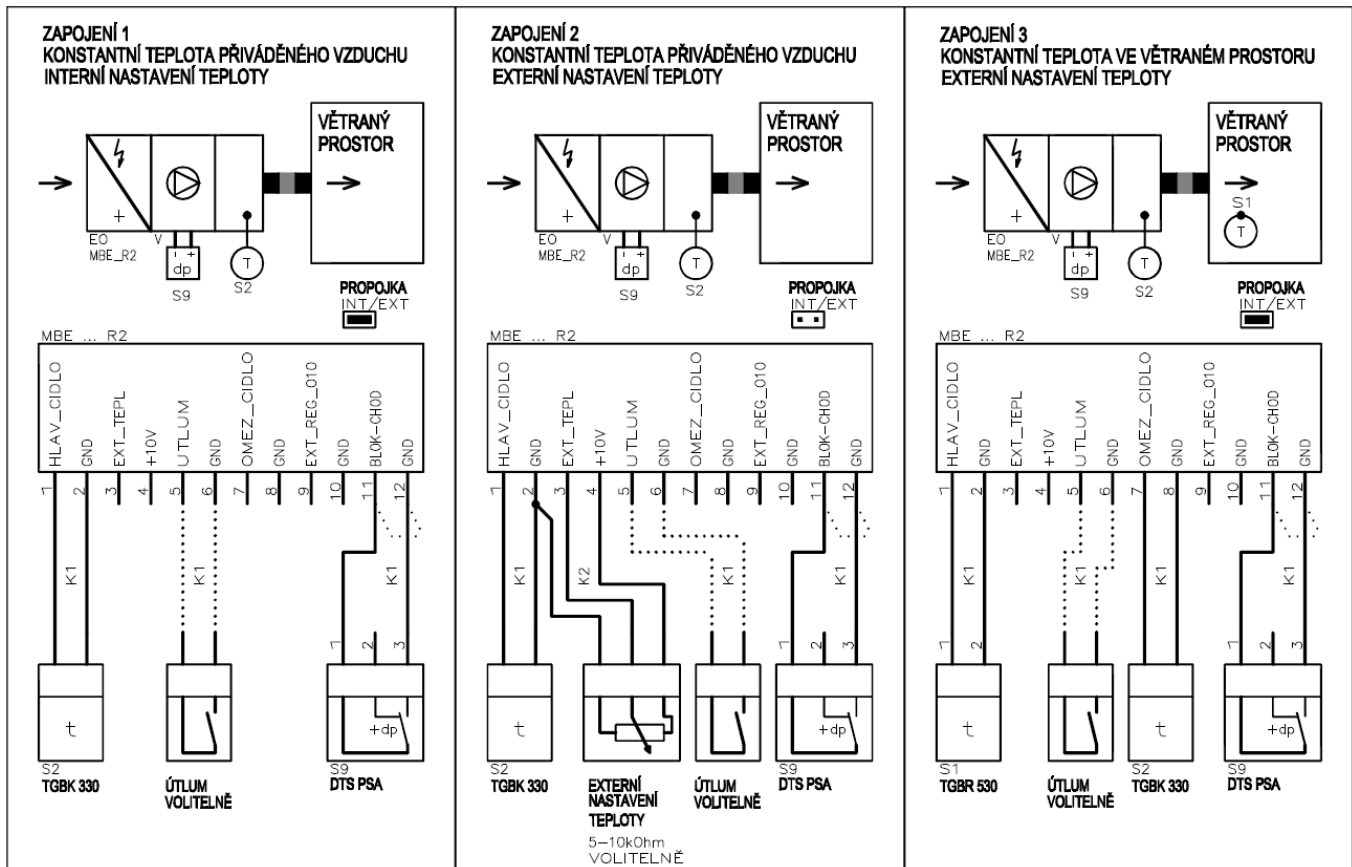 ZAPOJENÍ 1
KONSTANTNÍ TEPLOTA PŘIVÁDĚNÉHO VZDUCHU
INTERNÍ NASTAVENÍ TEPLOTY
VĚTRANÝ
PROSTOR
+
EO
MBE_R2
V
- +
dp
S9
T
S2
PROPOJKA
INT/EXT
MBE ... R2
HLAV_CIDLO
GND
EXT_TEPL
+10V
UTLUM
GND
OMEZ_CIDLO
GND
EXT_REG_010
GND
BLOK-CHOD
GND
1 2 3 4 5 6 7 8 9 10 11 12
K1
K1
K1
1 2 3
t
+dp
S2
TGBK 330
ÚTLUM
VOLITELNĚ
S9
DTS PSA
ZAPOJENÍ 2
KONSTANTNÍ TEPLOTA PŘIVÁDĚNÉHO VZDUCHU
EXTERNÍ NASTAVENÍ TEPLOTY
VĚTRANÝ
PROSTOR
+
EO
MBE_R2
V
- +
dp
S9
T
S2
PROPOJKA
INT/EXT
MBE ... R2
HLAV_CIDLO
GND
EXT_TEPL
+10V
UTLUM
GND
OMEZ_CIDLO
GND
EXT_REG_010
GND
BLOK-CHOD
GND
1 2 3 4 5 6 7 8 9 10 11 12
K1
K2
K1
K1
1 2 3
t
+dp
S2
TGBK 330
EXTERNÍ
NASTAVENÍ
TEPLOTY
5-10kOhm
VOLITELNĚ
ÚTLUM
VOLITELNĚ
S9
DTS PSA
ZAPOJENÍ 3
KONSTANTNÍ TEPLOTA VE VĚTRANÉM PROSTORU
EXTERNÍ NASTAVENÍ TEPLOTY
VĚTRANÝ
PROSTOR
S1
T
+
EO
MBE_R2
V
- +
dp
S9
T
S2
PROPOJKA
INT/EXT
MBE ... R2
HLAV_CIDLO
GND
EXT_TEPL
+10V
UTLUM
GND
OMEZ_CIDLO
GND
EXT_REG_010
GND
BLOK-CHOD
GND
1 2 3 4 5 6 7 8 9 10 11 12
K1
K1
K1
K1
1 2 3
t
t
+dp
S1
TGBR 530
ÚTLUM
VOLITELNĚ
S2
TGBK 330
S9
DTS PSA